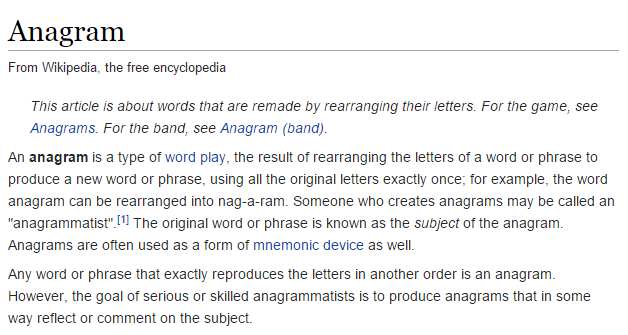 Anagram
From Wikipedia, the free encyclopedia
This article is about words that are remade by rearranging their letters. For the game, see
Anagrams. For the band, see Anagram (band).
An anagram is a type of word play, the result of rearranging the letters of a word or phrase to
produce a new word or phrase, using all the original letters exactly once; for example, the word
anagram can be rearranged into nag-a-ram. Someone who creates anagrams may be called an
"anagrammatist".[1] The original word or phrase is known as the subject of the anagram.
Anagrams are often used as a form of mnemonic device as well.
Any word or phrase that exactly reproduces the letters in another order is an anagram.
However, the goal of serious or skilled anagrammatists is to produce anagrams that in some
way reflect or comment on the subject.